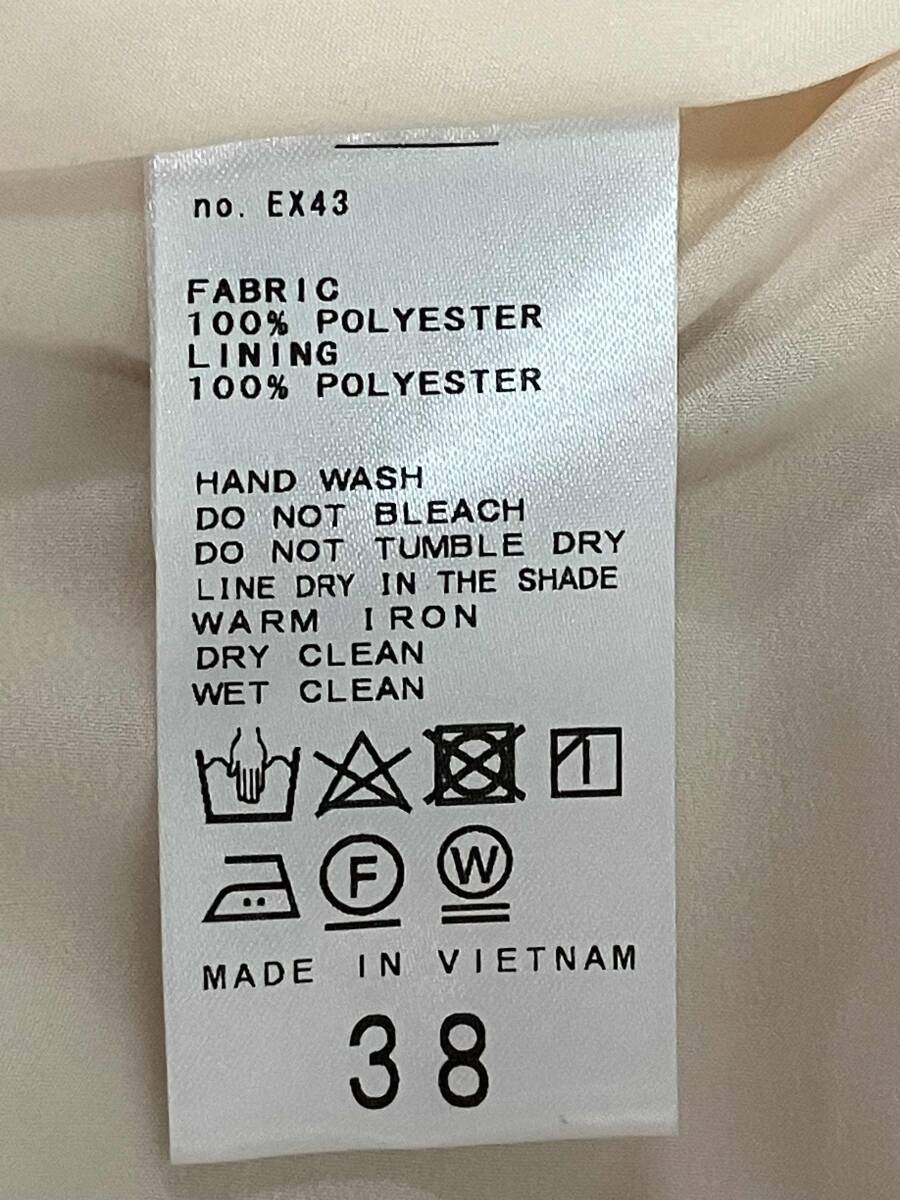 no. EX43
FABRIC
100% POLYESTER
LINING
100% POLYESTER
HAND WASH
DO NOT BLEACH
DO NOT TUMBLE DRY
LINE DRY IN THE SHADE
WARM IRON
DRY CLEAN
WET CLEAN
F W
MADE IN VIETNAM
38